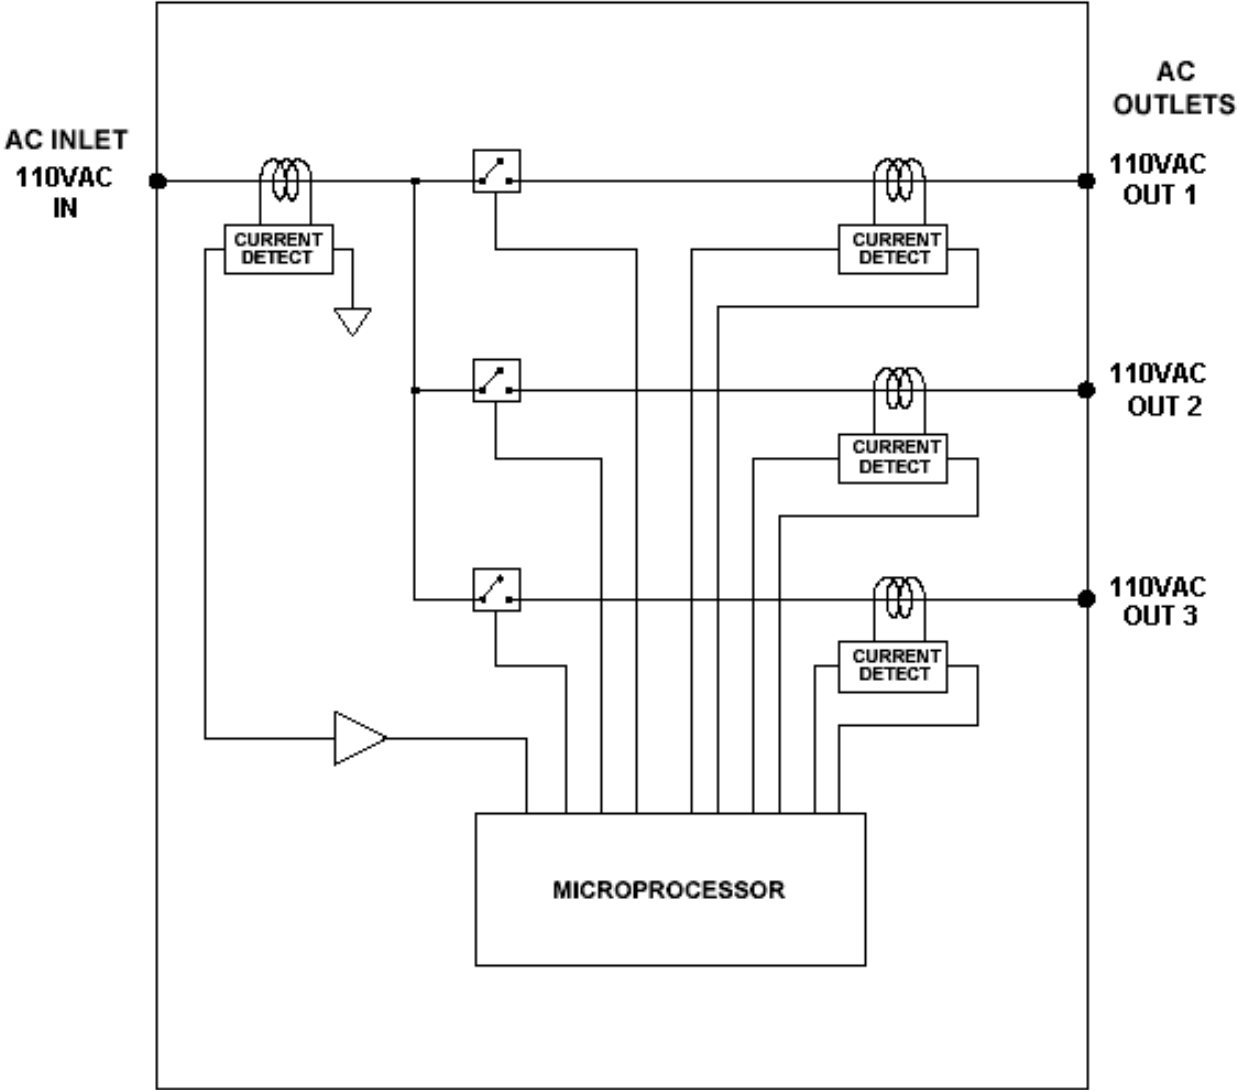 AC
OUTLETS
AC INLET
110VAC
IN
110VAC
OUT 1
CURRENT
DETECT
CURRENT
DETECT
110VAC
OUT 2
CURRENT
DETECT
110VAC
OUT 3
CURRENT
DETECT
MICROPROCESSOR